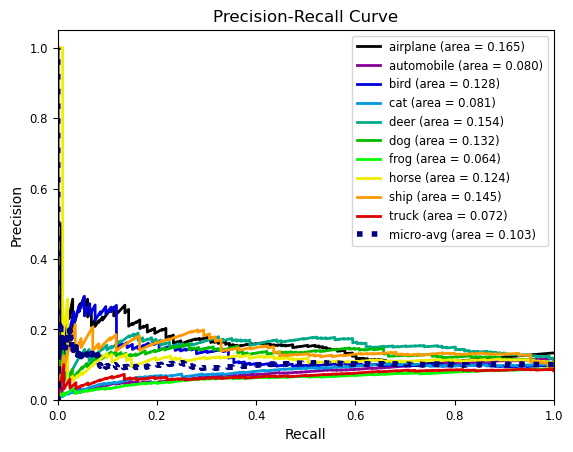 Precision-Recall Curve
1.0
0.8
0.6
0.4
0.2
0.0
Precision
airplane (area = 0.165)
automobile (area = 0.080)
bird (area = 0.128)
cat (area = 0.081)
deer (area = 0.154)
dog (area = 0.132)
frog (area = 0.064)
horse (area = 0.124)
ship (area = 0.145)
truck (area = 0.072)
micro-avg (area = 0.103)
0.0 0.2 0.4 0.6 0.8 1.0
Recall